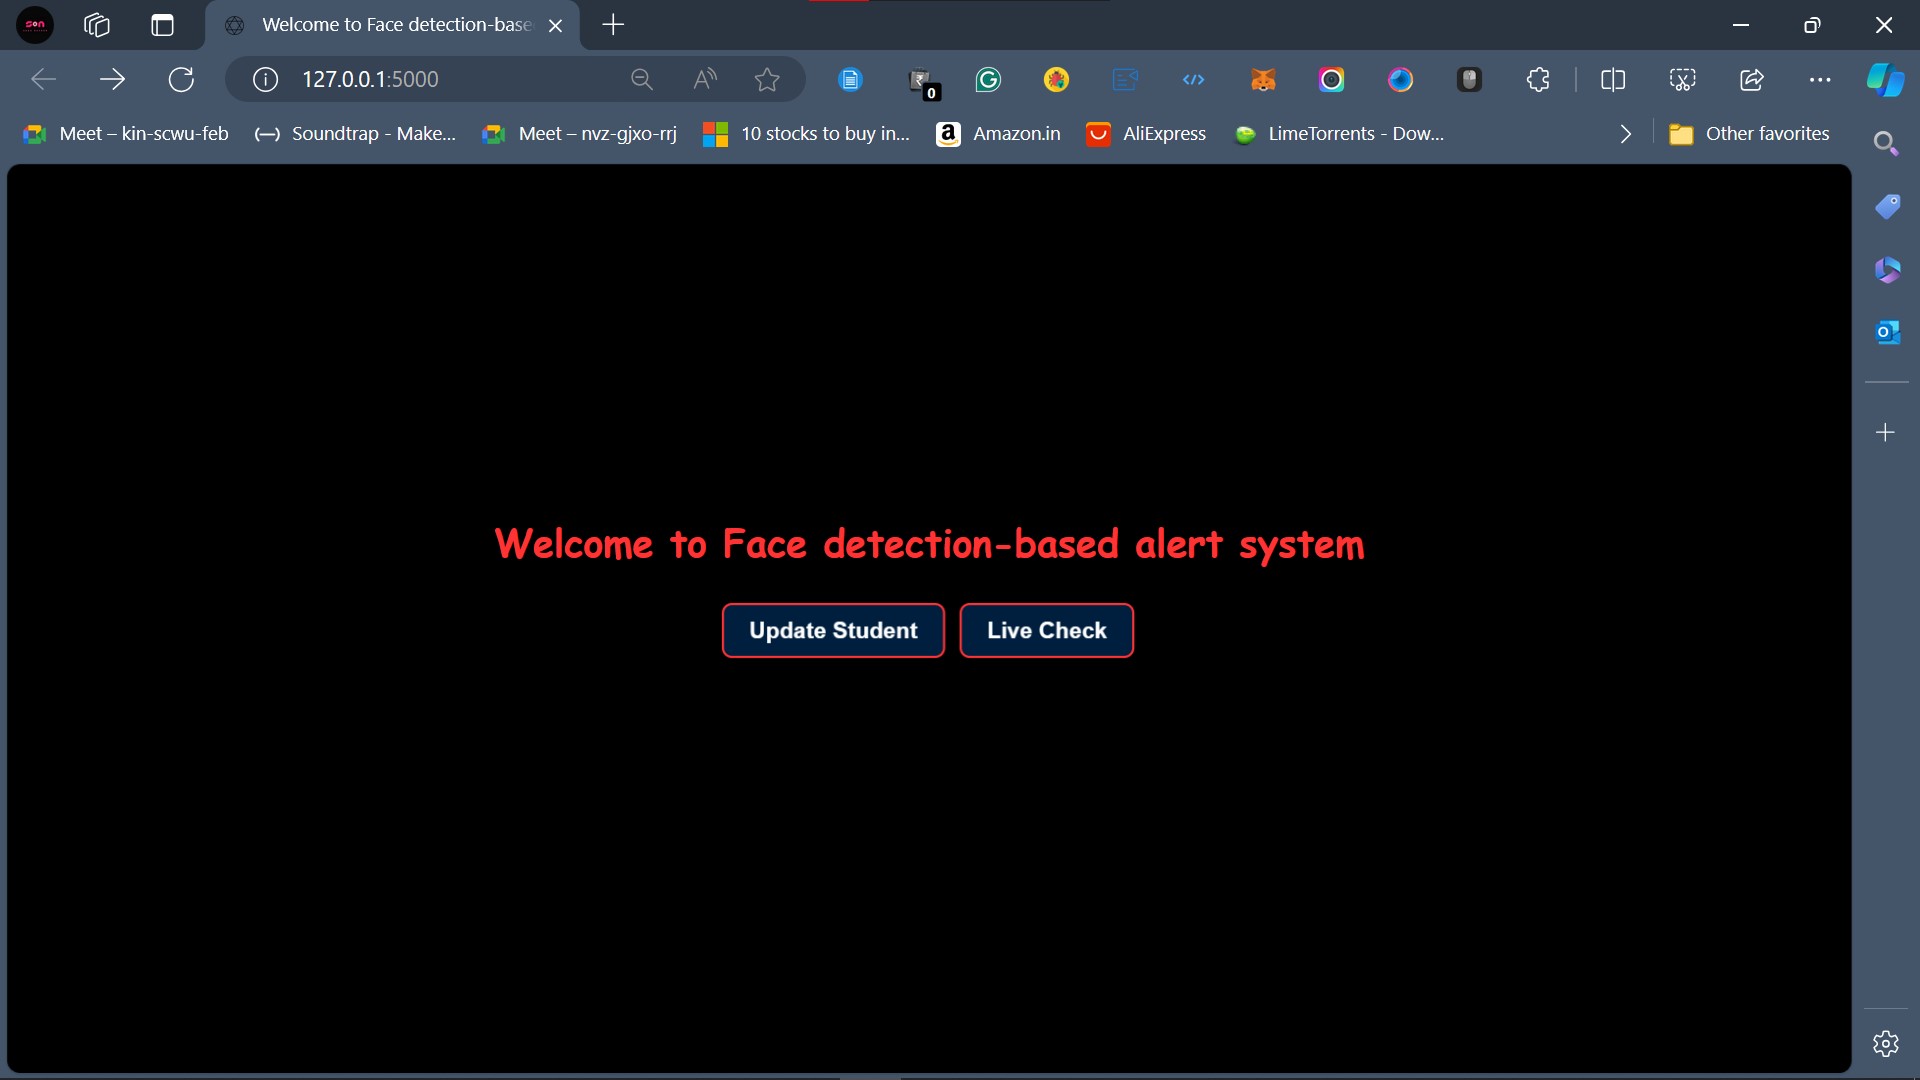 son
Welcome to Face detection-base
127.0.0.1:5000
0
Meet – kin-scwu-feb
Soundtrap - Make...
Meet – nvz-gjxo-rrj
10 stocks to buy in...
Amazon.in
AliExpress
LimeTorrents - Dow...
Other favorites
Welcome to Face detection-based alert system
Update Student
Live Check